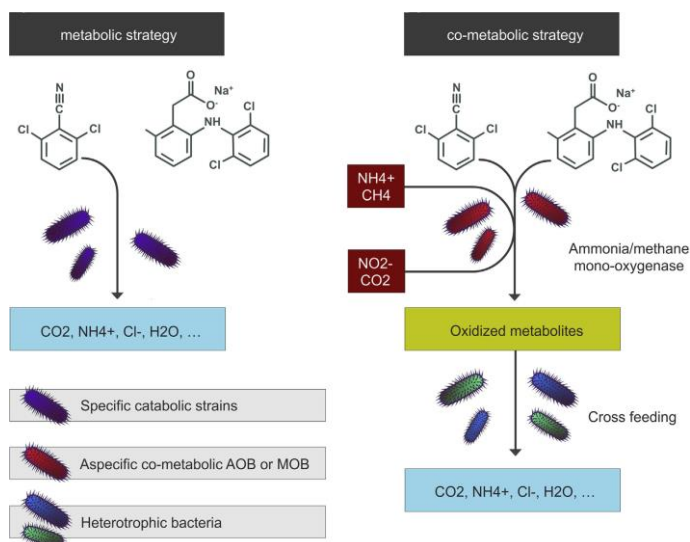 metabolic strategy
co-metabolic strategy
N
Cl
Cl
O
Na+
O-
NH
Cl
Cl
N
Cl
Cl
O
Na+
O-
NH
Cl
Cl
NH4+
CH4
NO2-
CO2
Ammonia/methane
mono-oxygenase
CO2, NH4+, Cl-, H2O, …
Oxidized metabolites
Specific catabolic strains
Cross feeding
Aspecific co-metabolic AOB or MOB
CO2, NH4+, Cl-, H2O, …
Heterotrophic bacteria